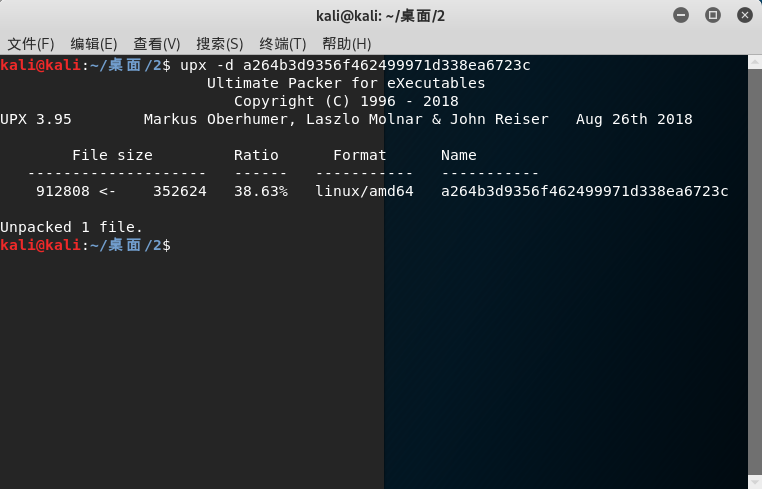 kali@kali: ~/桌面/2
文件(F) 编辑(E) 查看(V) 搜索(S) 终端(T) 帮助(H)
kali@kali:~/桌面/2$ upx -d a264b3d9356f462499971d338ea6723c
Ultimate Packer for eXecutables
Copyright (C) 1996 - 2018
UPX 3.95        Markus Oberhumer, Laszlo Molnar & John Reiser   Aug 26th 2018
File size         Ratio      Format      Name
--------------------   ------   -----------   -----------
912808 <-    352624   38.63%   linux/amd64   a264b3d9356f462499971d338ea6723c
Unpacked 1 file.
kali@kali:~/桌面/2$